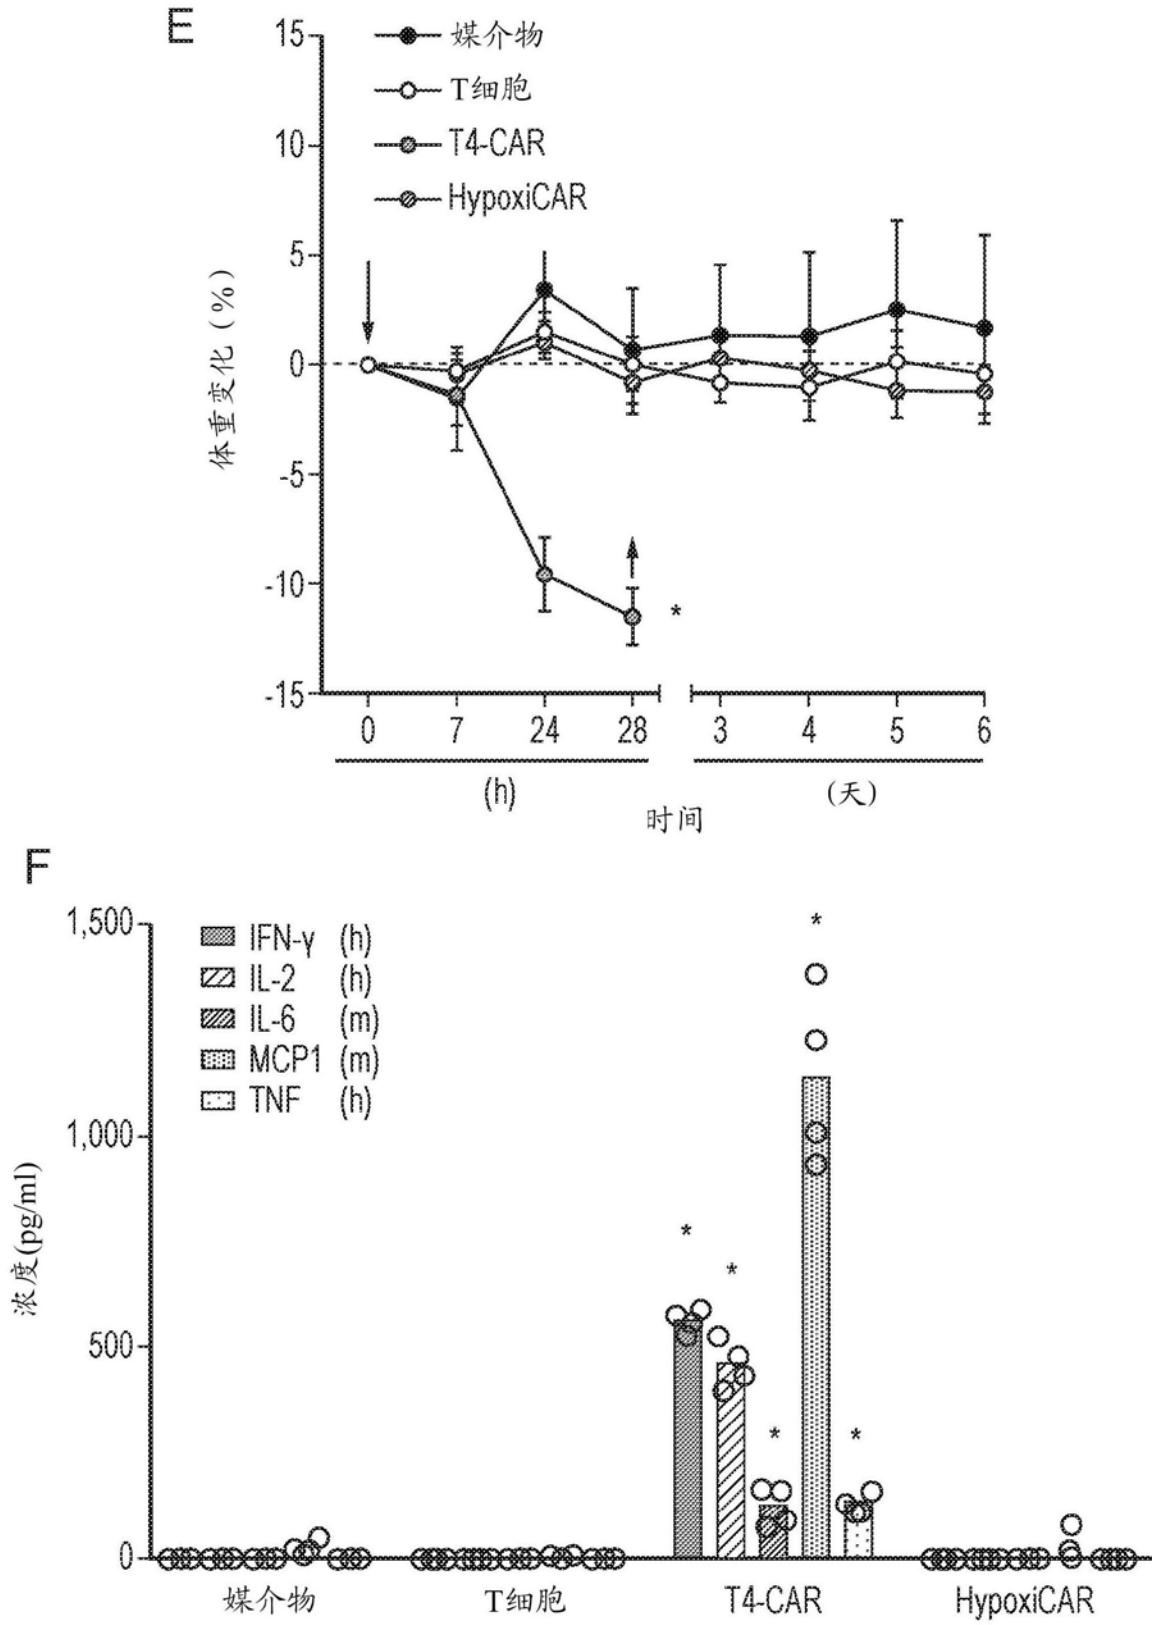 E
15
10
5
0
-5
-10
-15
体重变化 ( % )
媒介物
T细胞
T4-CAR
HypoxiCAR
*
0 7 24 28 3 4 5 6
(h) (天)
时间
F
1,500
1,000
500
0
浓度(pg/ml)
IFN-γ (h)
IL-2 (h)
IL-6 (m)
MCP1 (m)
TNF (h)
* * * * *
媒介物 T细胞 T4-CAR HypoxiCAR